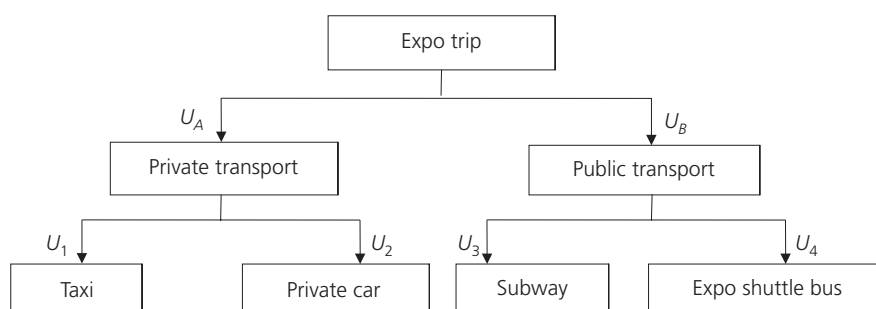 Expo trip
U_A
U_B
Private transport
Public transport
U_1
U_2
U_3
U_4
Taxi
Private car
Subway
Expo shuttle bus